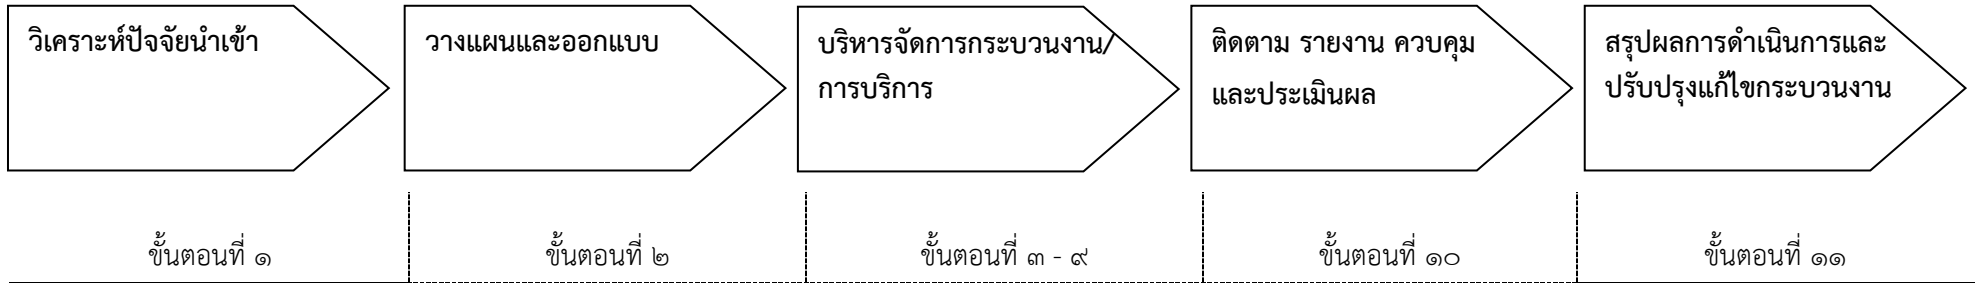 วิเคราะห์ปัจจัยนำเข้า
วางแผนและออกแบบ
บริหารจัดการกระบวนงาน/
การบริการ
ติดตาม รายงาน ควบคุม
และประเมินผล
สรุปผลการดำเนินการและ
ปรับปรุงแก้ไขกระบวนงาน
ขั้นตอนที่ ๑
ขั้นตอนที่ ๒
ขั้นตอนที่ ๓ - ๙
ขั้นตอนที่ ๑๐
ขั้นตอนที่ ๑๑